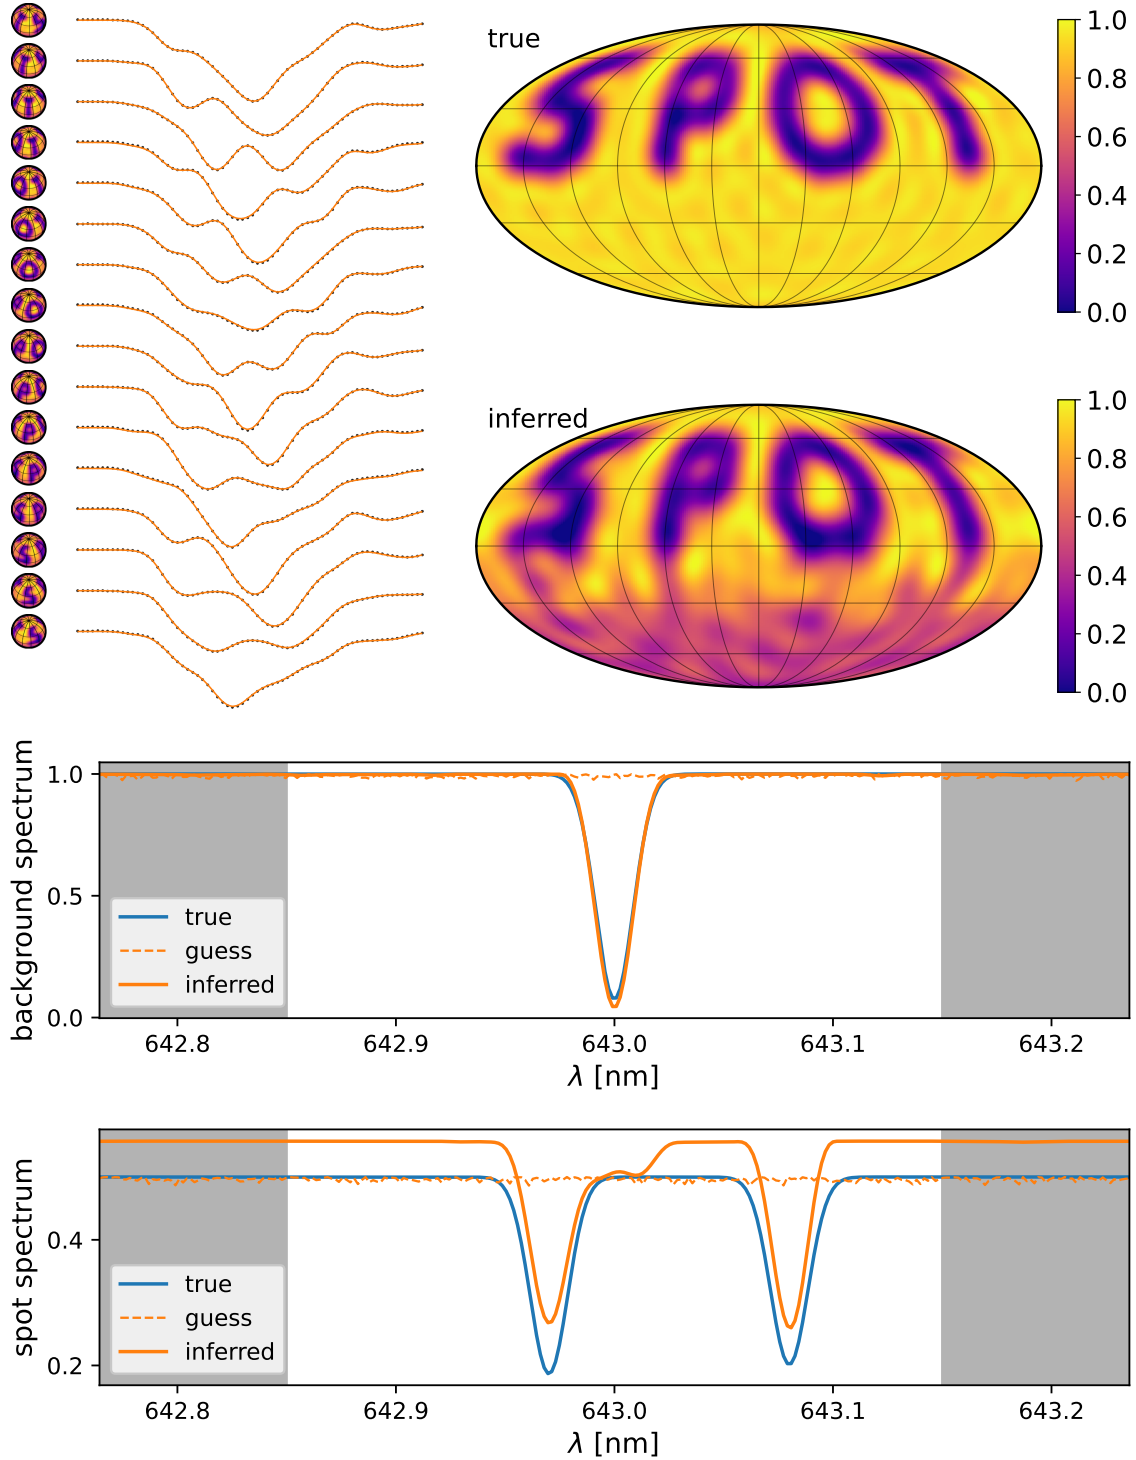 true
1.0
0.8
0.6
0.4
0.2
0.0
SPOT
inferred
1.0
0.8
0.6
0.4
0.2
0.0
SPOT
background spectrum
1.0
0.5
0.0
true
guess
inferred
642.8 642.9 643.0 643.1 643.2
λ [nm]
spot spectrum
0.4
0.2
true
guess
inferred
642.8 642.9 643.0 643.1 643.2
λ [nm]